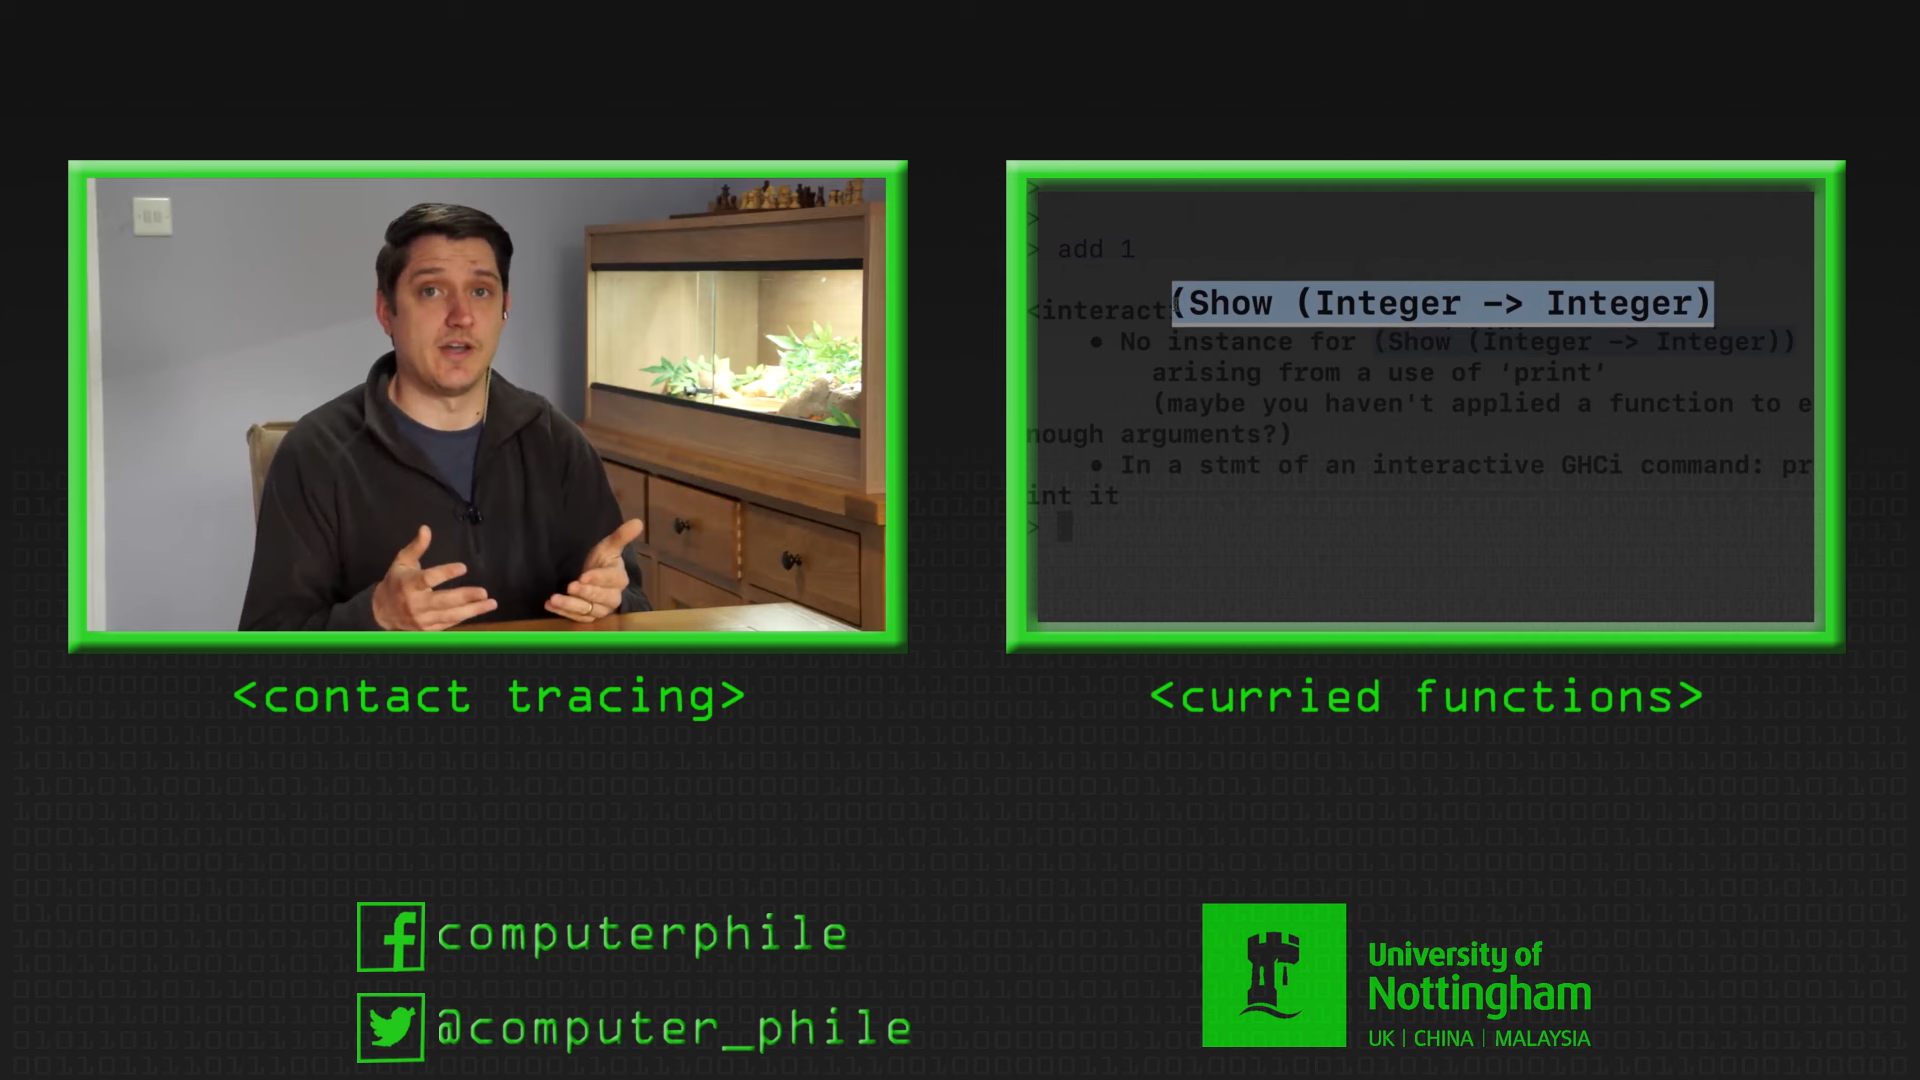 >
>
> add 1
(Show (Integer -> Integer)
<interact
• No instance for (Show (Integer -> Integer))
arising from a use of ‘print’
(maybe you haven't applied a function to e
nough arguments?)
• In a stmt of an interactive GHCi command: pr
int it
>
<contact tracing>
<curried functions>
computerphile
@computer_phile
University of
Nottingham
UK | CHINA | MALAYSIA